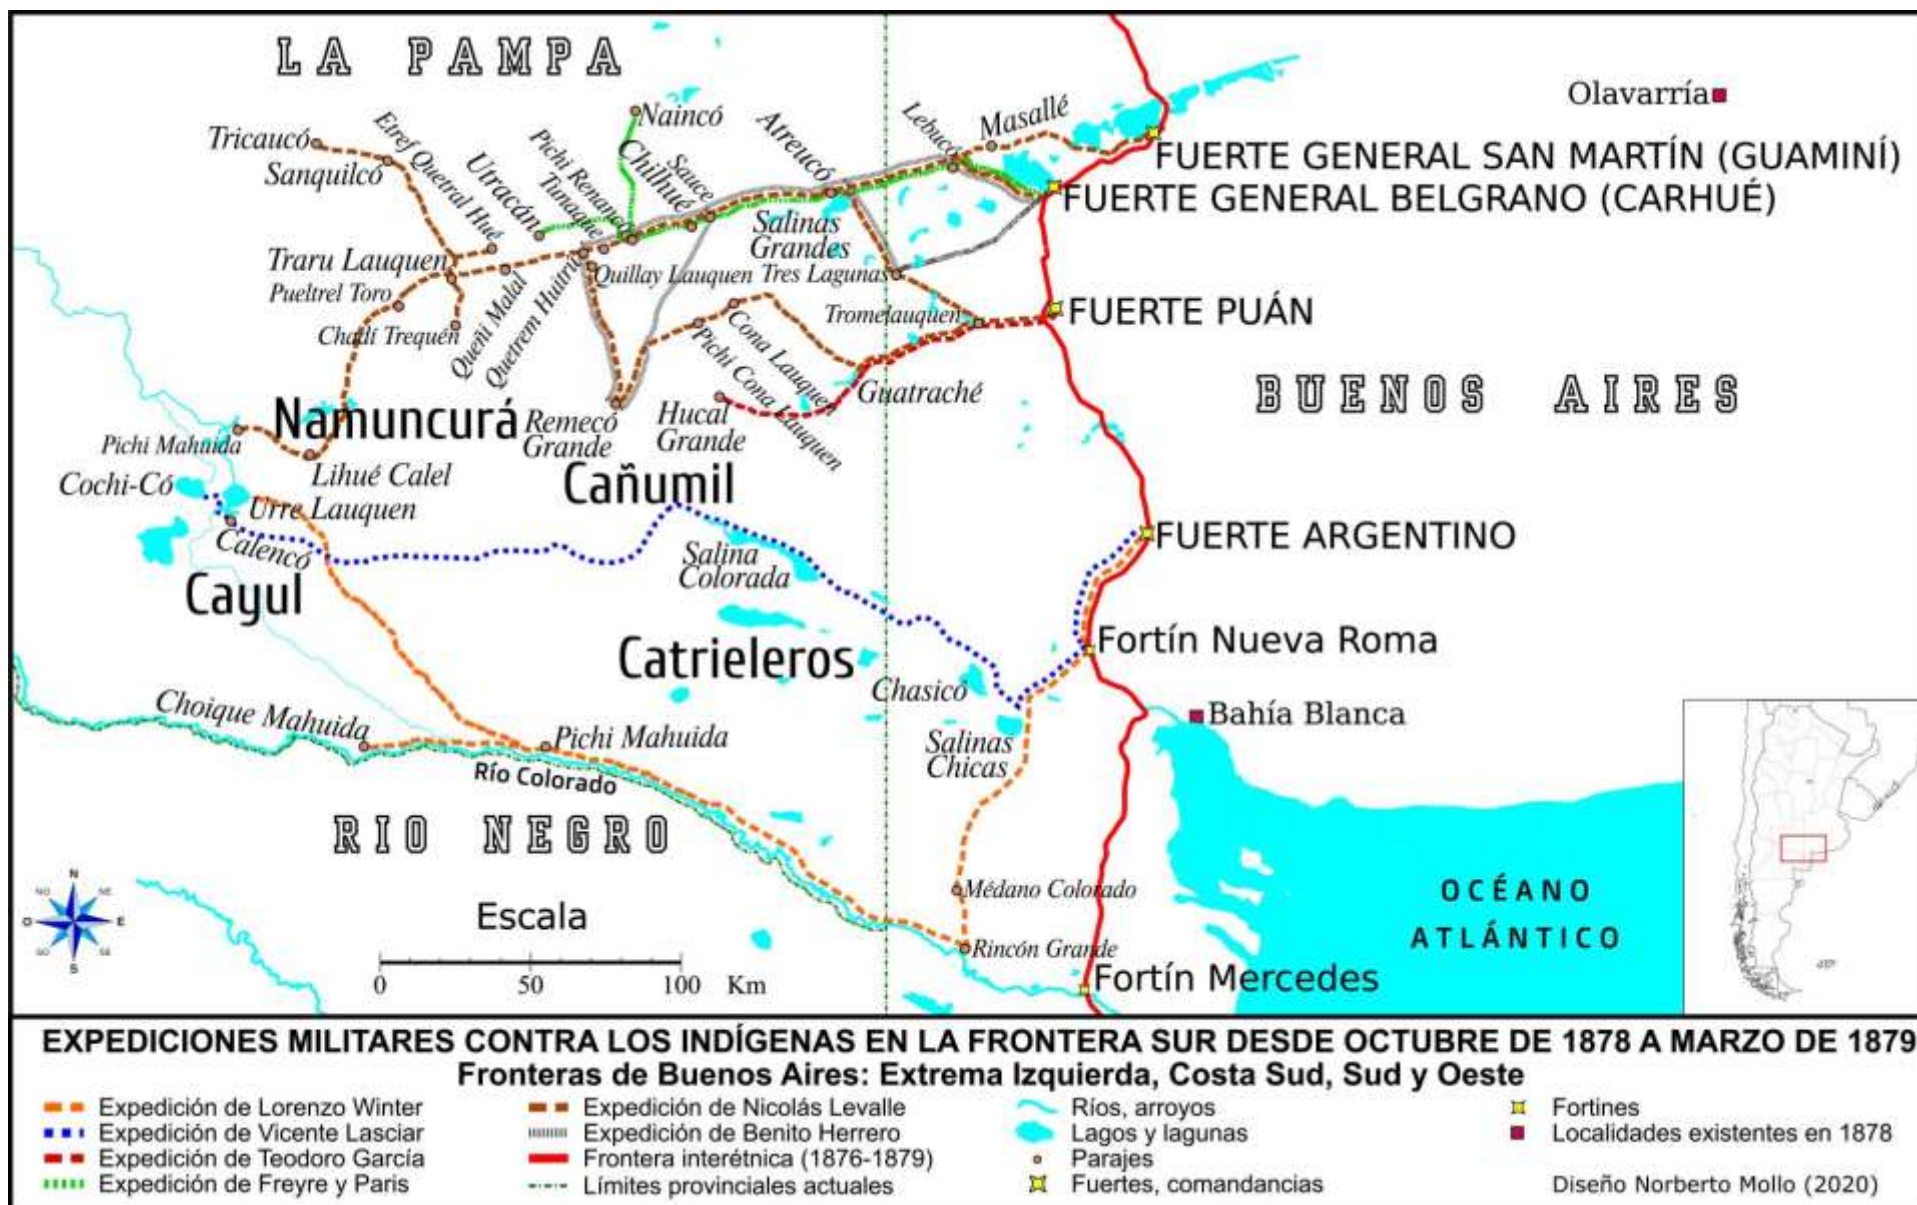 LA PAMPA
Olavarría
Naincó
Masallé
Lebucó
Tricaucó
Etref Quetral Hué
Utracán
Pichi Renancó
Tunaque
Chilhué
Sauce
Atreucó
Sanquilcó
FUERTE GENERAL SAN MARTÍN (GUAMINÍ)
FUERTE GENERAL BELGRANO (CARHUÉ)
Salinas
Grandes
Traru Lauquen
Quillay Lauquen
Tres Lagunas
Pueltrel Toro
Queñi Malal
Quetrem Huitrú
Tromelauquen
FUERTE PUÁN
Chadí Trequén
Cona Lauquen
Pichi Cona Lauquen
Guatraché
BUENOS AIRES
Namuncurá
Remecó
Grande
Hucal
Grande
Pichi Mahuida
Lihué Calel
Cochi-Có
Cañumil
Urre Lauquen
Calencó
FUERTE ARGENTINO
Salina
Colorada
Cayul
Fortín Nueva Roma
Catrieleros
Chasicó
Choique Mahuida
Pichi Mahuida
Bahía Blanca
Salinas
Chicas
Río Colorado
RIO NEGRO
Médano Colorado
OCÉANO
ATLÁNTICO
Rincón Grande
Fortín Mercedes
N
NO
NE
O
E
SO
SE
S
Escala
0 50 100 Km
EXPEDICIONES MILITARES CONTRA LOS INDÍGENAS EN LA FRONTERA SUR DESDE OCTUBRE DE 1878 A MARZO DE 1879
Fronteras de Buenos Aires: Extrema Izquierda, Costa Sud, Sud y Oeste
Expedición de Lorenzo Winter
Expedición de Vicente Lasciar
Expedición de Teodoro García
Expedición de Freyre y Paris
Expedición de Nicolás Levalle
Expedición de Benito Herrero
Frontera interétnica (1876-1879)
Límites provinciales actuales
Ríos, arroyos
Lagos y lagunas
Parajes
Fuertes, comandancias
Fortines
Localidades existentes en 1878
Diseño Norberto Mollo (2020)